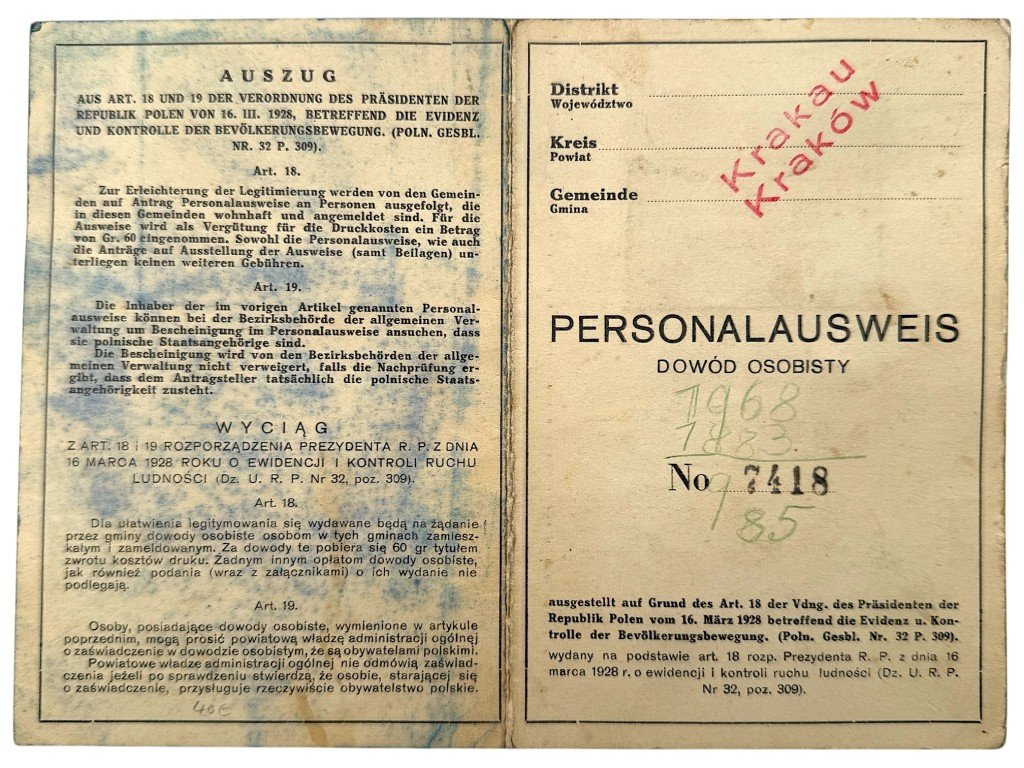 AUSZUG
AUS ART. 18 UND 19 DER VERORDNUNG DES PRÄSIDENTEN DER
REPUBLIK POLEN VON 16. III. 1928, BETREFFEND DIE EVIDENZ
UND KONTROLLE DER BEVÖLKERUNGSBEWEGUNG. (POLN. GESBL.
NR. 32 P. 309).
Art. 18.
Zur Erleichterung der Legitimierung werden von den Gemein-
den auf Antrag Personalausweise an Personen ausgefolgt, die
in diesen Gemeinden wohnhaft und angemeldet sind. Für die
Ausweise wird als Vergütung für die Druckkosten ein Betrag
von Gr. 60 eingenommen. Sowohl die Personalausweise, wie auch
die Anträge auf Ausstellung der Ausweise (samt Beilagen) un-
terliegen keinen weiteren Gebühren.
Art. 19.
Die Inhaber der im vorigen Artikel genannten Personal-
ausweise können bei der Bezirksbehörde der allgemeinen Ver-
waltung um Bescheinigung im Personalausweise ansuchen, dass
sie polnische Staatsangehörige sind.
Die Bescheinigung wird von den Bezirksbehörden der allge-
meinen Verwaltung nicht verweigert, falls die Nachprüfung er-
gibt, dass dem Antragsteller tatsächlich die polnische Staats-
angehörigkeit zusteht.
WYCIĄG
Z ART. 18 i 19 ROZPORZĄDZENIA PREZYDENTA R. P. Z DNIA
16 MARCA 1928 ROKU O EWIDENCJI I KONTROLI RUCHU
LUDNOŚCI (Dz. U. R. P. Nr 32, poz. 309).
Art. 18.
Dla ułatwienia legitymowania się wydawane będą na żądanie
przez gminy dowody osobiste osobom w tych gminach zamiesz-
kałym i zameldowanym. Za dowody te pobiera się 60 gr tytułem
zwrotu kosztów druku. Żadnym innym opłatom dowody osobiste,
jak również podania (wraz z załącznikami) o ich wydanie nie
podlegają.
Art. 19.
Osoby, posiadające dowody osobiste, wymienione w artykule
poprzednim, mogą prosić powiatową władzę administracji ogólnej
o zaświadczenie w dowodzie osobistym, że są obywatelami polskimi.
Powiatowe władze administracji ogólnej nie odmówią zaświad-
czenia jeżeli po sprawdzeniu stwierdzą, że osobie, starającej się
o zaświadczenie, przysługuje rzeczywiście obywatelstwo polskie.
40€
Distrikt
Województwo
Kreis
Powiat
Gemeinde
Gmina
Krakau
Kraków
PERSONALAUSWEIS
DOWÓD OSOBISTY
1968
1883
No 7418
85
ausgestellt auf Grund des Art. 18 der Vdng. des Präsidenten der
Republik Polen vom 16. März 1928 betreffend die Evidenz u. Kon-
trolle der Bevölkerungsbewegung. (Poln. Gesbl. Nr. 32 P. 309).
wydany na podstawie art. 18 rozp. Prezydenta R. P. z dnia 16
marca 1928 r. o ewidencji i kontroli ruchu ludności (Dz. U. R. P.
Nr 32, poz. 309).